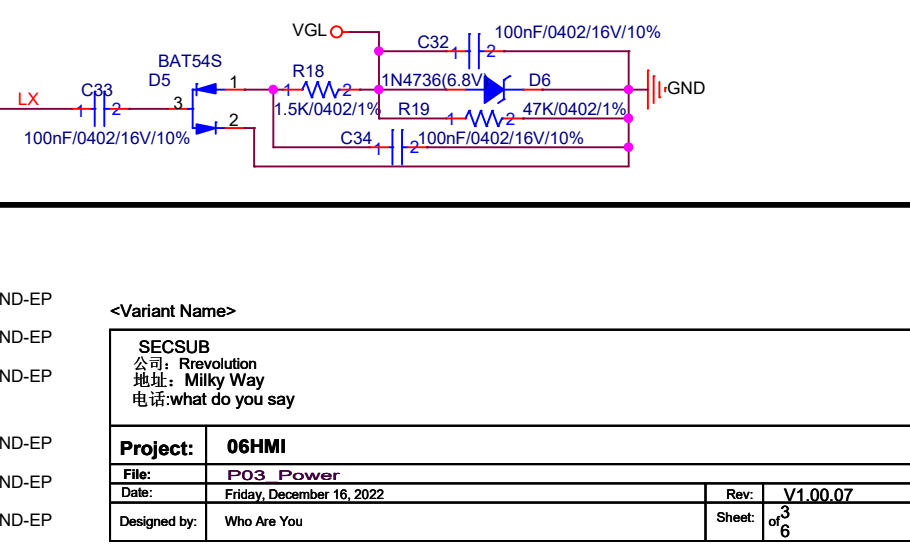 VGL
C32
1
2
100nF/0402/16V/10%
BAT54S
D5
1
R18
1N4736(6.8V)
D6
GND
LX
C33
1
2
3
1
2
1.5K/0402/1%
R19
1
2
47K/0402/1%
2
100nF/0402/16V/10%
C34
1
2
100nF/0402/16V/10%
ND-EP
<Variant Name>
ND-EP
SECSUB
公司：Rrevolution
ND-EP
地址：Milky Way
电话:what do you say
ND-EP
Project: 06HMI
File: P03_Power
ND-EP
Date: Friday, December 16, 2022 Rev: V1.00.07
ND-EP
Designed by: Who Are You Sheet: 3 of 6